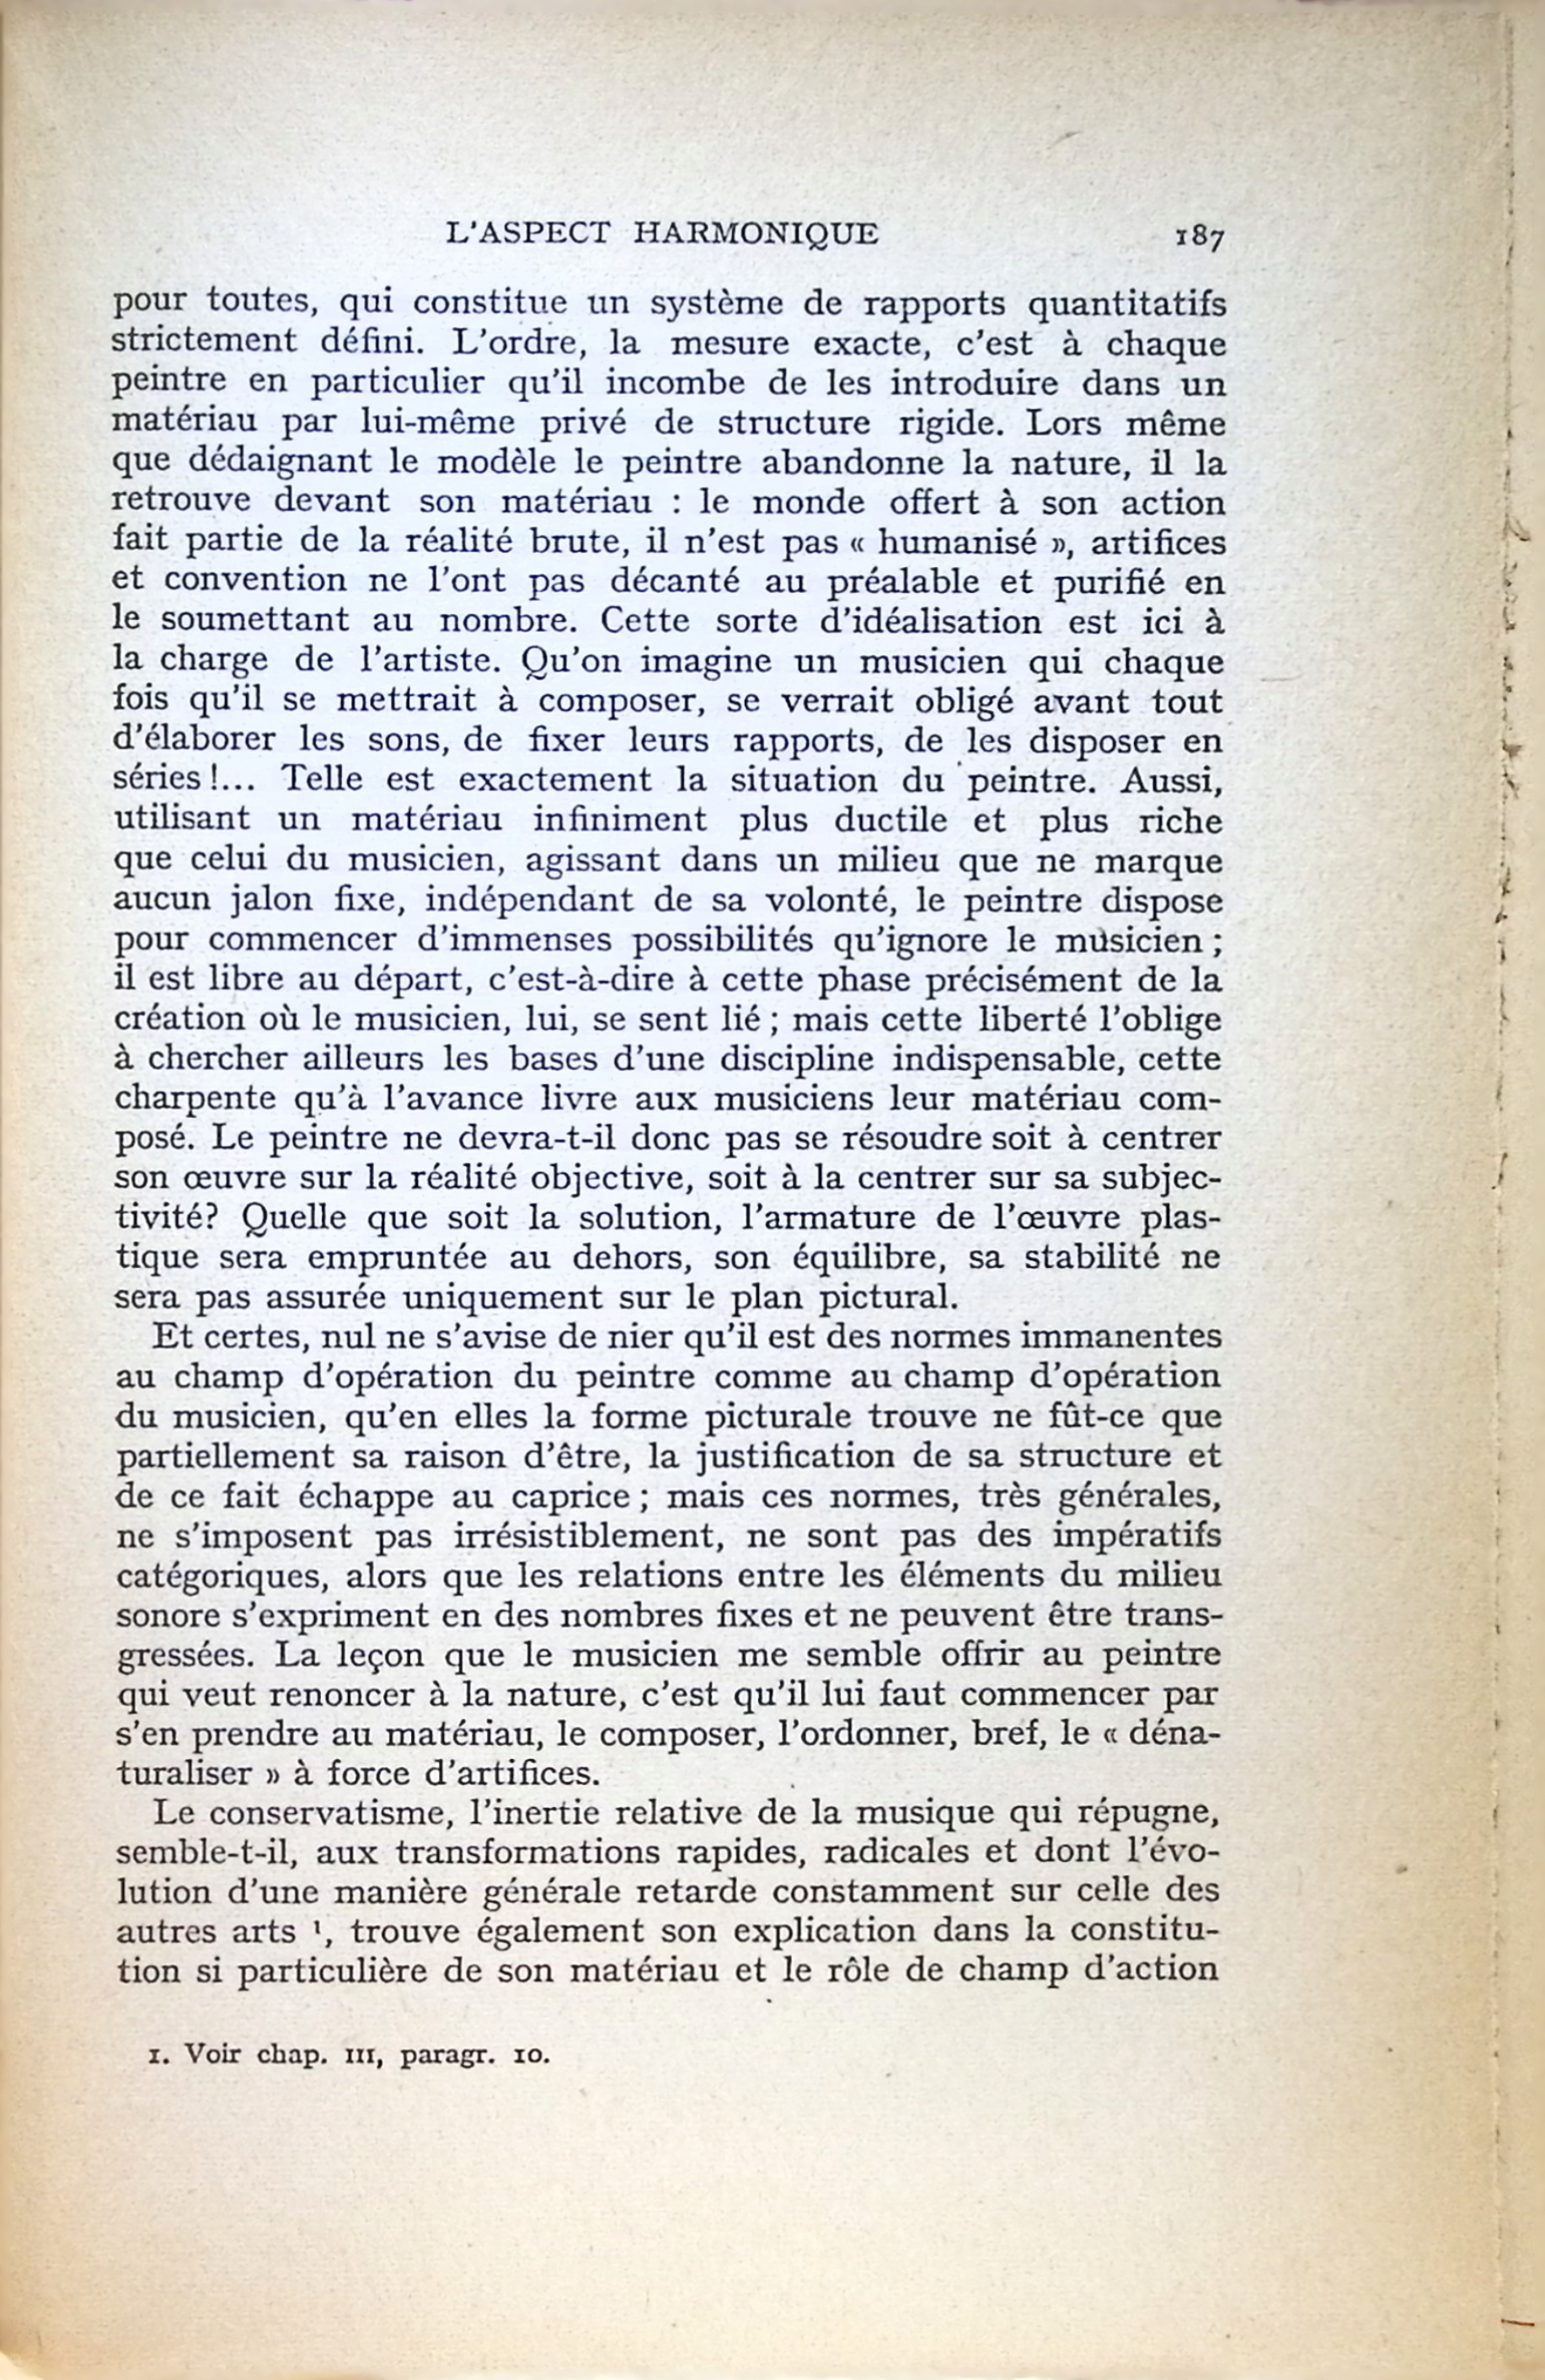 L'ASPECT HARMONIQUE 187
pour toutes, qui constitue un système de rapports quantitatifs
strictement défini. L'ordre, la mesure exacte, c'est à chaque
peintre en particulier qu'il incombe de les introduire dans un
matériau par lui-même privé de structure rigide. Lors même
que dédaignant le modèle le peintre abandonne la nature, il la
retrouve devant son matériau : le monde offert à son action
fait partie de la réalité brute, il n'est pas « humanisé », artifices
et convention ne l'ont pas décanté au préalable et purifié en
le soumettant au nombre. Cette sorte d'idéalisation est ici à
la charge de l'artiste. Qu'on imagine un musicien qui chaque
fois qu'il se mettrait à composer, se verrait obligé avant tout
d'élaborer les sons, de fixer leurs rapports, de les disposer en
séries !... Telle est exactement la situation du peintre. Aussi,
utilisant un matériau infiniment plus ductile et plus riche
que celui du musicien, agissant dans un milieu que ne marque
aucun jalon fixe, indépendant de sa volonté, le peintre dispose
pour commencer d'immenses possibilités qu'ignore le musicien ;
il est libre au départ, c'est-à-dire à cette phase précisément de la
création où le musicien, lui, se sent lié ; mais cette liberté l'oblige
à chercher ailleurs les bases d'une discipline indispensable, cette
charpente qu'à l'avance livre aux musiciens leur matériau com-
posé. Le peintre ne devra-t-il donc pas se résoudre soit à centrer
son œuvre sur la réalité objective, soit à la centrer sur sa subjec-
tivité? Quelle que soit la solution, l'armature de l'œuvre plas-
tique sera empruntée au dehors, son équilibre, sa stabilité ne
sera pas assurée uniquement sur le plan pictural.
Et certes, nul ne s'avise de nier qu'il est des normes immanentes
au champ d'opération du peintre comme au champ d'opération
du musicien, qu'en elles la forme picturale trouve ne fût-ce que
partiellement sa raison d'être, la justification de sa structure et
de ce fait échappe au caprice ; mais ces normes, très générales,
ne s'imposent pas irrésistiblement, ne sont pas des impératifs
catégoriques, alors que les relations entre les éléments du milieu
sonore s'expriment en des nombres fixes et ne peuvent être trans-
gressées. La leçon que le musicien me semble offrir au peintre
qui veut renoncer à la nature, c'est qu'il lui faut commencer par
s'en prendre au matériau, le composer, l'ordonner, bref, le « déna-
turaliser » à force d'artifices.
Le conservatisme, l'inertie relative de la musique qui répugne,
semble-t-il, aux transformations rapides, radicales et dont l'évo-
lution d'une manière générale retarde constamment sur celle des
autres arts ¹, trouve également son explication dans la constitu-
tion si particulière de son matériau et le rôle de champ d'action
1. Voir chap. III, paragr. 10.